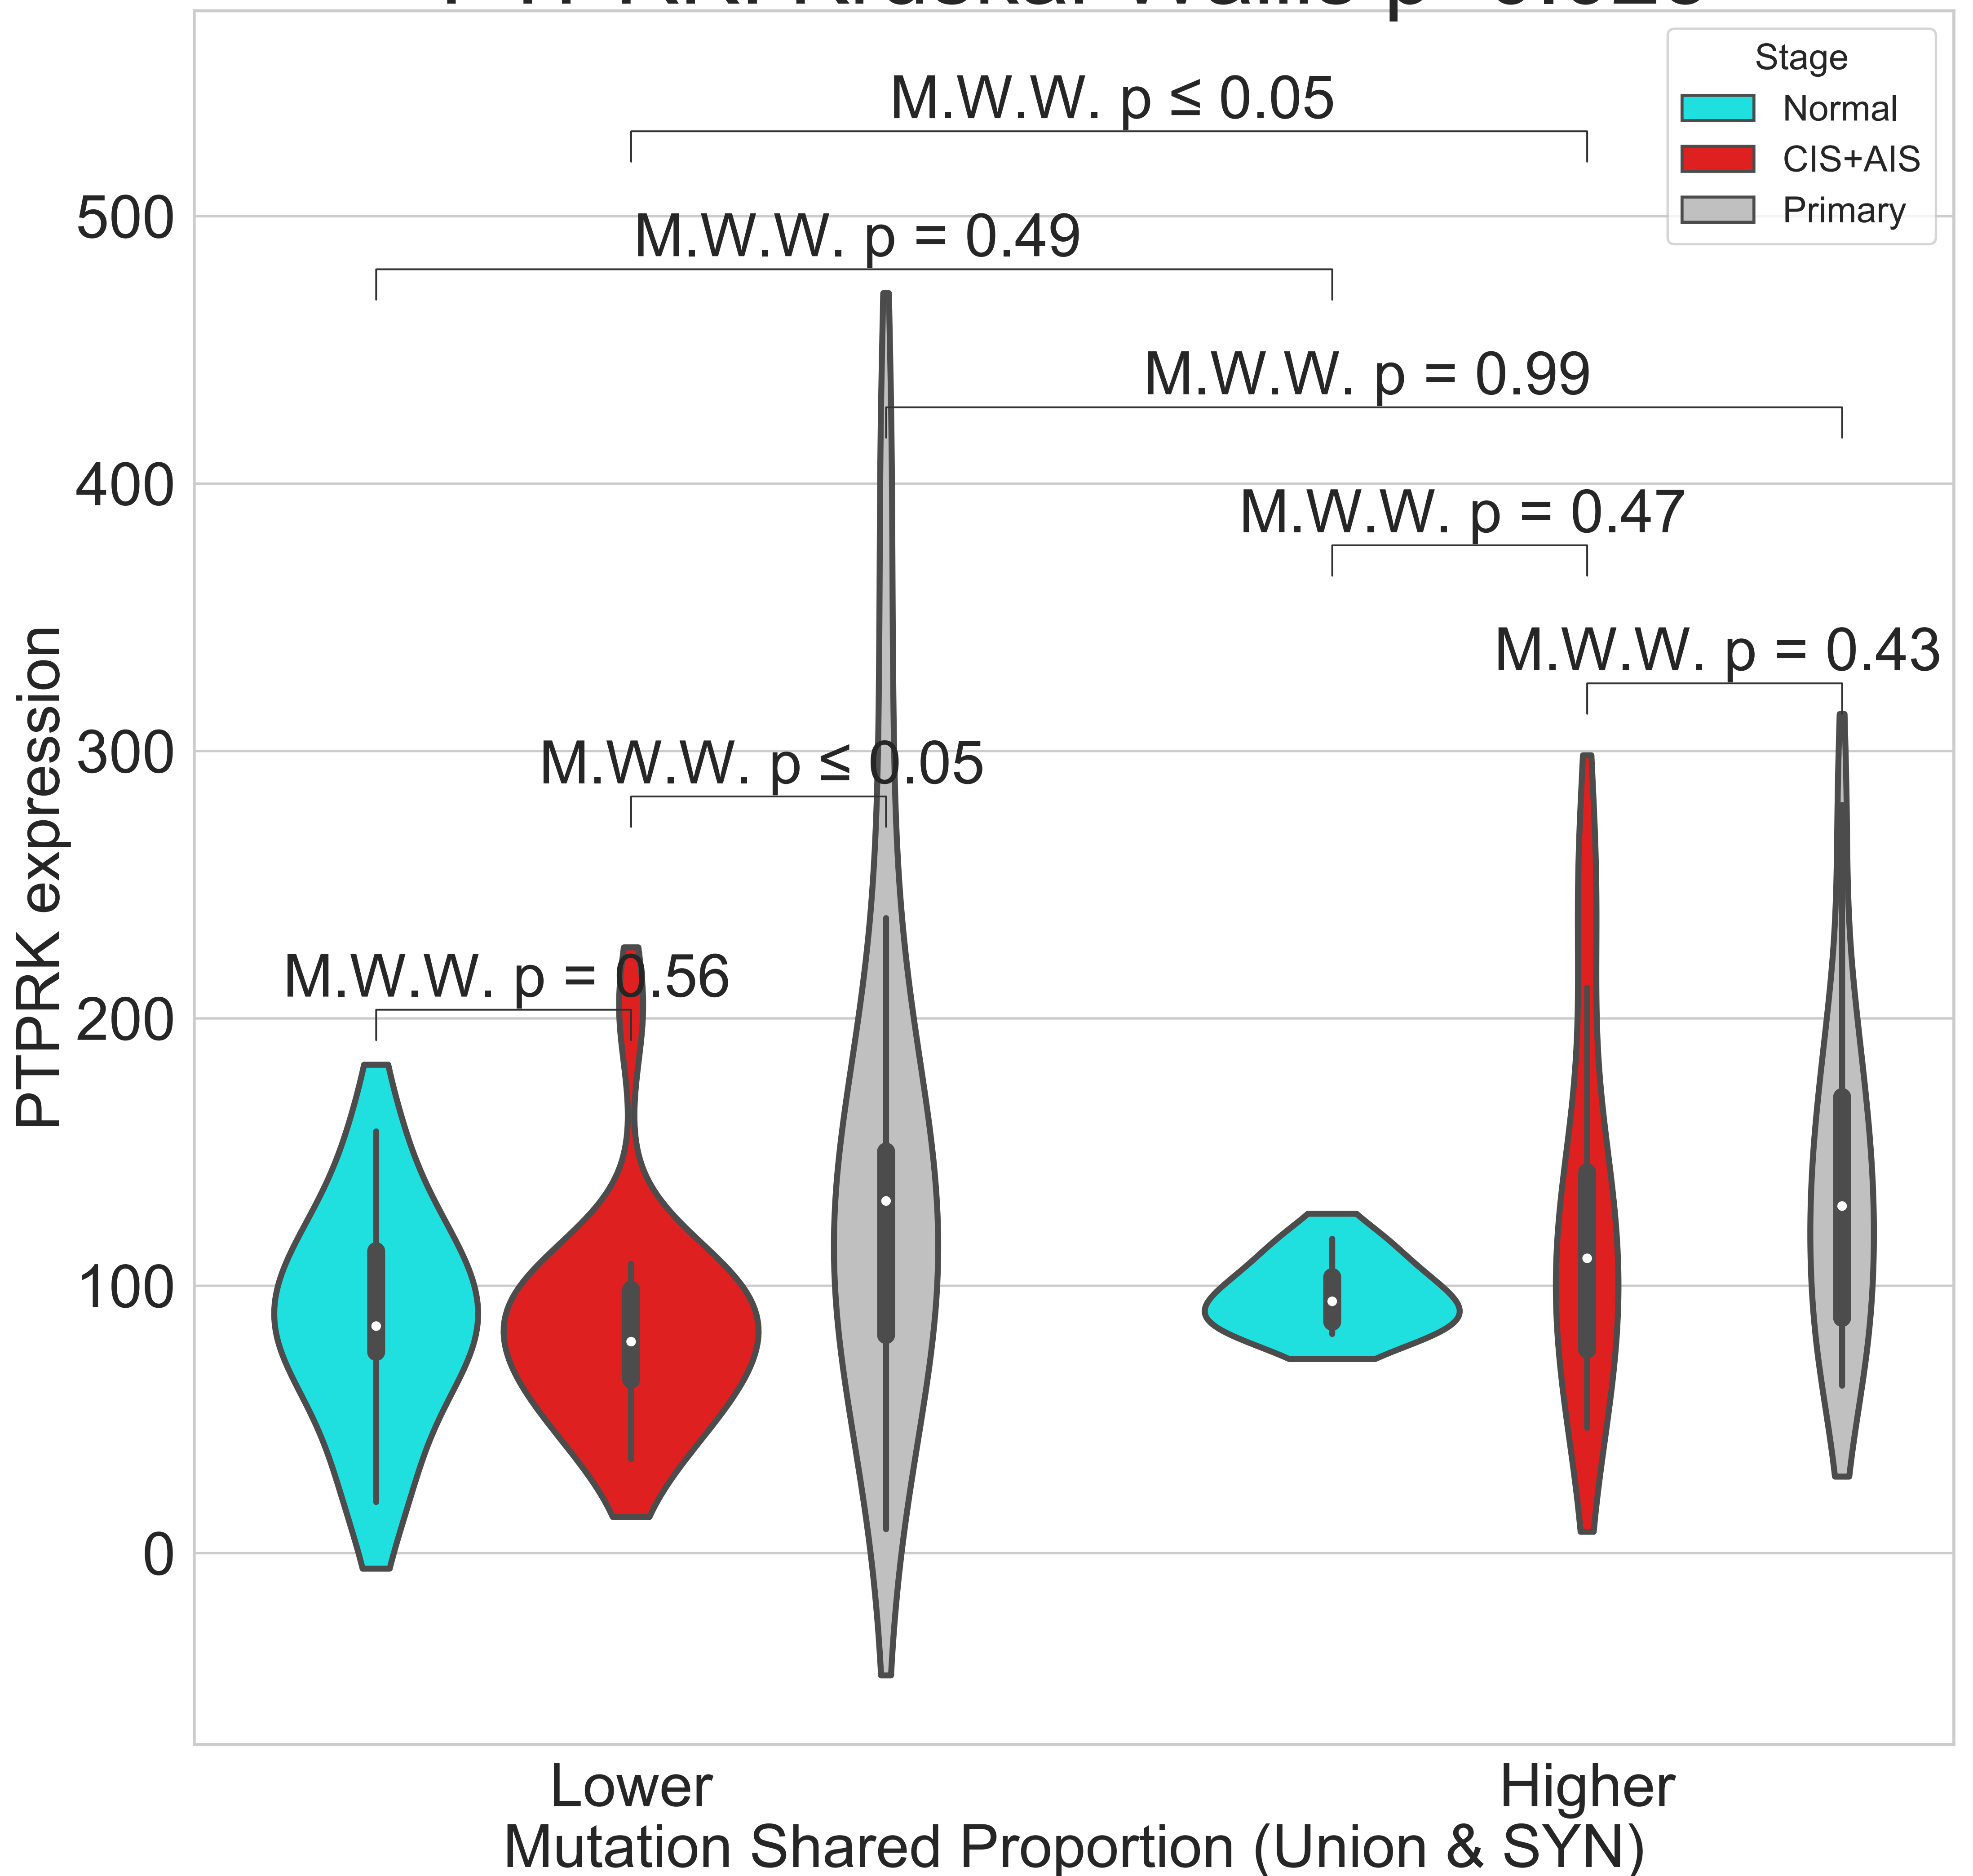 Stage
Normal
CIS+AIS
Primary
M.W.W. p ≤ 0.05
M.W.W. p = 0.49
M.W.W. p = 0.99
M.W.W. p = 0.47
M.W.W. p = 0.43
M.W.W. p ≤ 0.05
M.W.W. p = 0.56
PTPRK expression
500
400
300
200
100
0
Lower
Higher
Mutation Shared Proportion (Union & SYN)